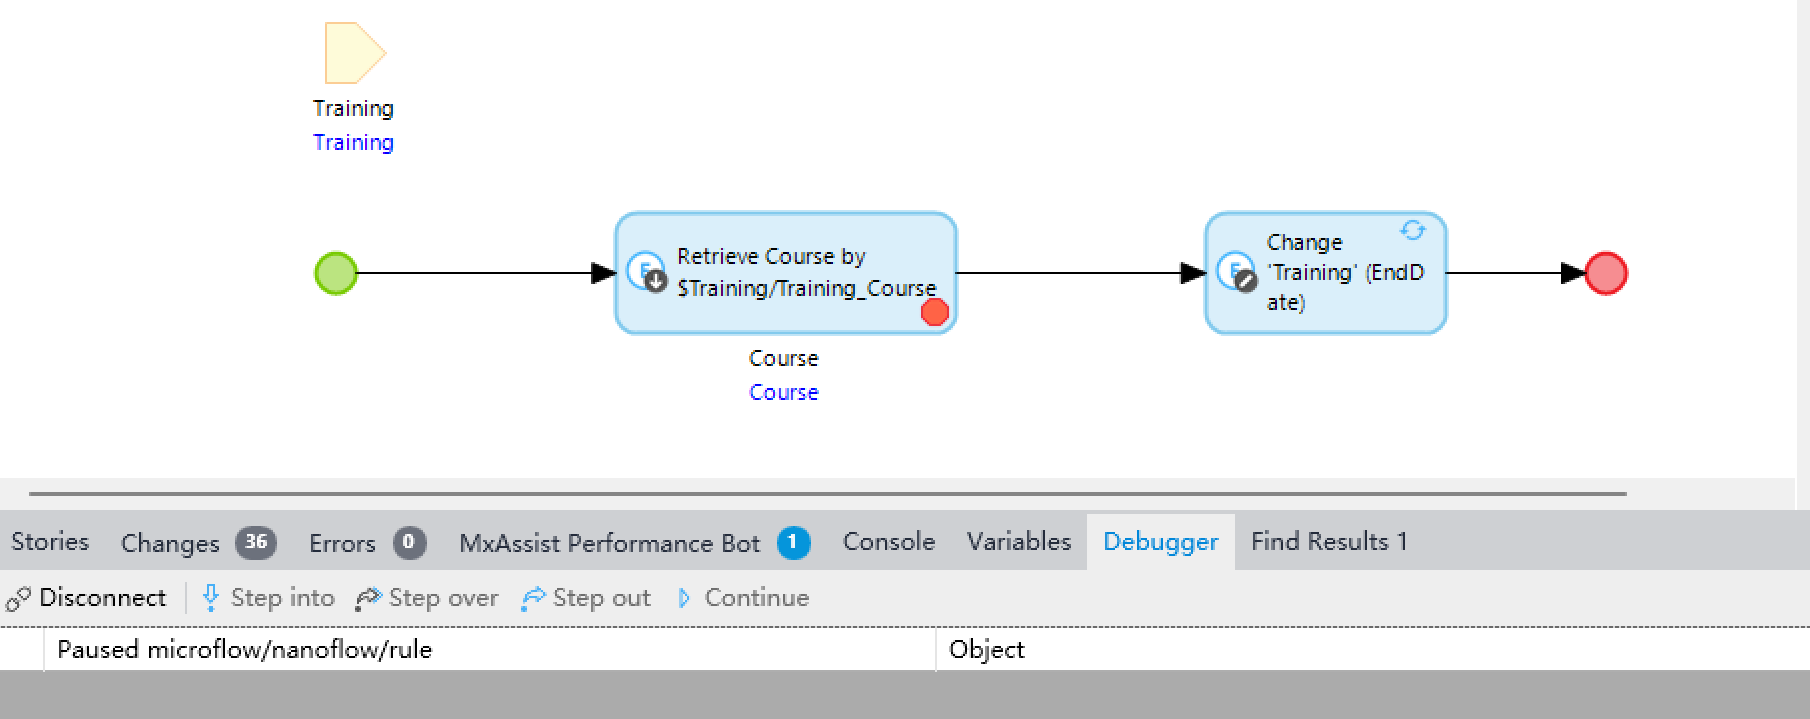 Training
Training
Retrieve Course by
$Training/Training_Course
Change
'Training' (EndD
ate)
Course
Course
Stories Changes 36 Errors 0 MxAssist Performance Bot 1 Console Variables Debugger Find Results 1
Disconnect Step into Step over Step out Continue
Paused microflow/nanoflow/rule Object